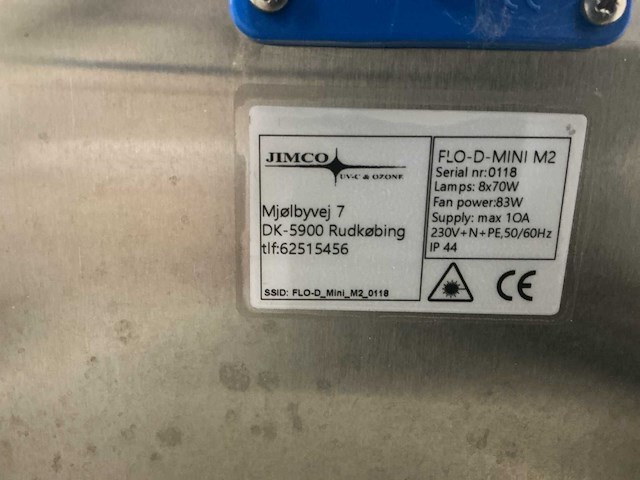 JIMCO
UV-C & OZONE
Mjølbyvej 7
DK-5900 Rudkøbing
tlf:62515456
SSID: FLO-D_Mini_M2_0118
FLO-D-MINI M2
Serial nr:0118
Lamps: 8x70W
Fan power:83W
Supply: max 10A
230V+N+PE,50/60Hz
IP 44
CE